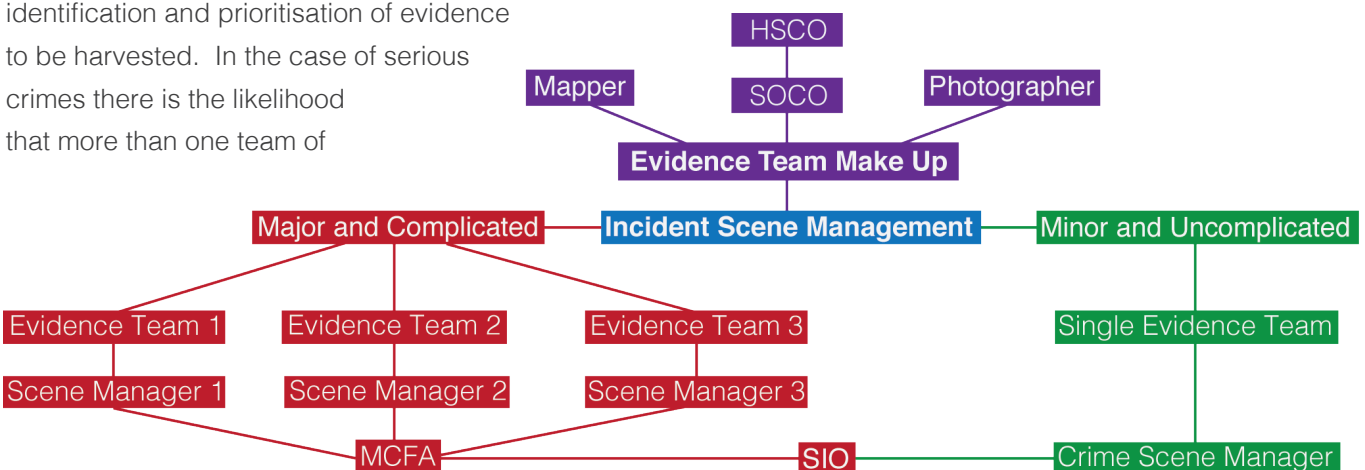 identification and prioritisation of evidence
to be harvested.  In the case of serious
crimes there is the likelihood
that more than one team of
HSCO
Mapper
SOCO
Photographer
Evidence Team Make Up
Major and Complicated
Incident Scene Management
Minor and Uncomplicated
Evidence Team 1
Evidence Team 2
Evidence Team 3
Single Evidence Team
Scene Manager 1
Scene Manager 2
Scene Manager 3
MCFA
SIO
Crime Scene Manager